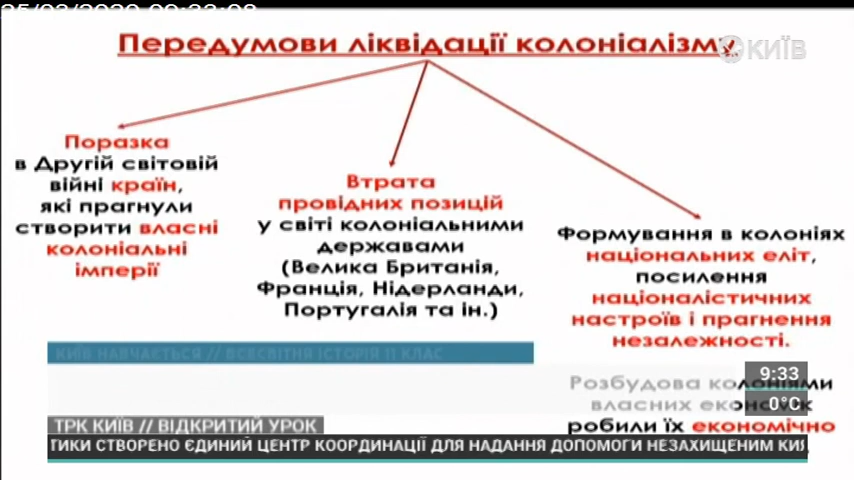 Передумови ліквідації колоніалізму
КИЇВ
Поразка
в Другій світовій
війні країн,
які прагнули
створити власні
колоніальні
імперії
Втрата
провідних позицій
у світі колоніальними
державами
(Велика Британія,
Франція, Нідерланди,
Португалія та ін.)
Формування в колоніях
національних еліт,
посилення
націоналістичних
настроїв і прагнення
незалежності.
Розбудова колоніями
власних економік
робили їх економічно
КИЇВ НАВЧАЄТЬСЯ // ВСЕСВІТНЯ ІСТОРІЯ 11 КЛАС
9:33
0°C
ТРК КИЇВ // ВІДКРИТИЙ УРОК
ТИКИ СТВОРЕНО ЄДИНИЙ ЦЕНТР КООРДИНАЦІЇ ДЛЯ НАДАННЯ ДОПОМОГИ НЕЗАХИЩЕНИМ КИЯ